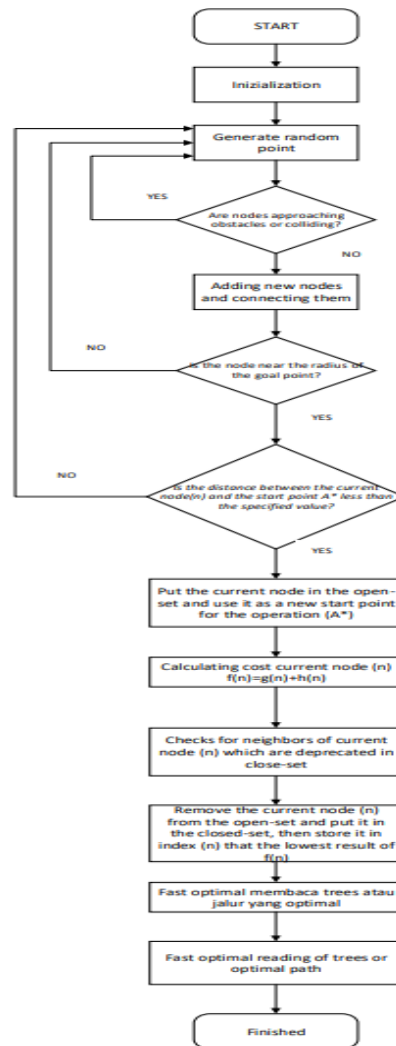 START
Inizialization
Generate random
point
YES
Are nodes approaching
obstacles or colliding?
NO
Adding new nodes
and connecting them
NO
Is the node near the radius of
the goal point?
YES
NO
Is the distance between the current
node(n) and the start point A* less than
the specified value?
YES
Put the current node in the open-
set and use it as a new start point
for the operation (A*)
Calculating cost current node (n)
f(n)=g(n)+h(n)
Checks for neighbors of current
node (n) which are deprecated in
close-set
Remove the current node (n)
from the open-set and put it in
the closed-set, then store it in
index (n) that the lowest result of
f(n)
Fast optimal membaca trees atau
jalur yang optimal
Fast optimal reading of trees or
optimal path
Finished